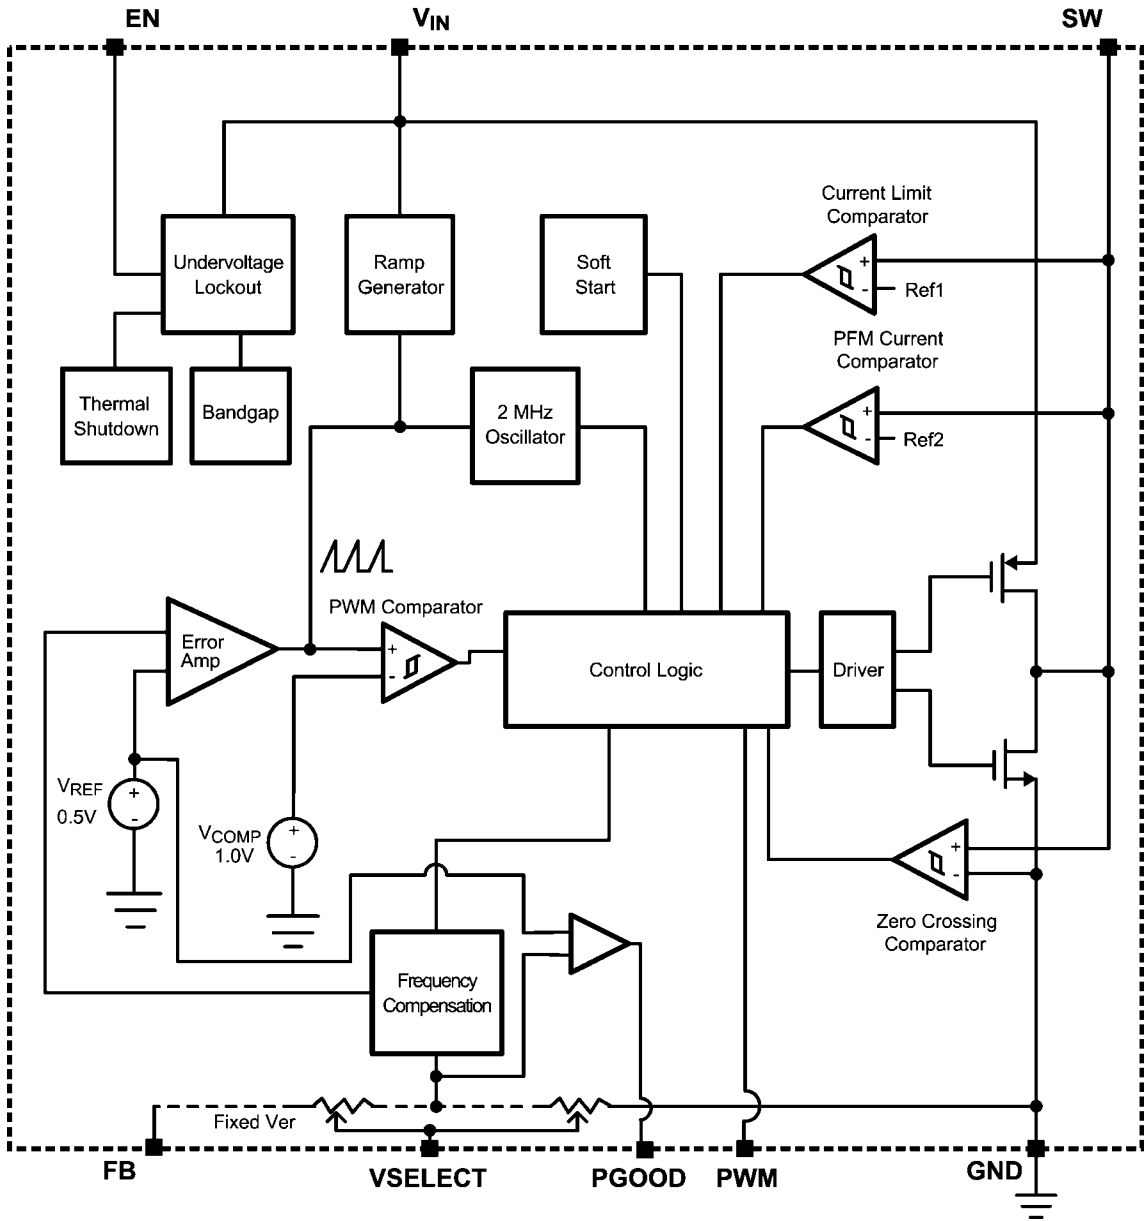 EN
VIN
SW
Current Limit
Comparator
Undervoltage
Lockout
Ramp
Generator
Soft
Start
+
-
Ref1
PFM Current
Comparator
Thermal
Shutdown
Bandgap
2 MHz
Oscillator
+
-
Ref2
PWM Comparator
Error
Amp
+
-
Control Logic
Driver
VREF
0.5V
+
-
VCOMP
1.0V
+
-
+
-
Zero Crossing
Comparator
Frequency
Compensation
Fixed Ver
FB
VSELECT
PGOOD
PWM
GND